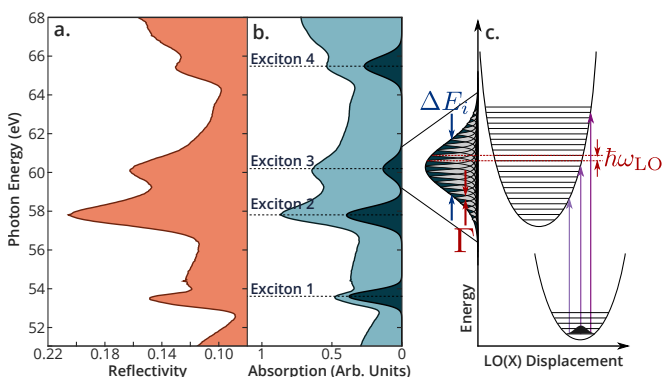 68
66
64
62
60
58
56
54
52
Photon Energy (eV)
a.
0.22
0.18
0.14
0.10
Reflectivity
b.
Exciton 4
Exciton 3
Exciton 2
Exciton 1
1
0.5
0
Absorption (Arb. Units)
c.
ΔE_i
Γ
ħω_LO
Energy
LO(X) Displacement